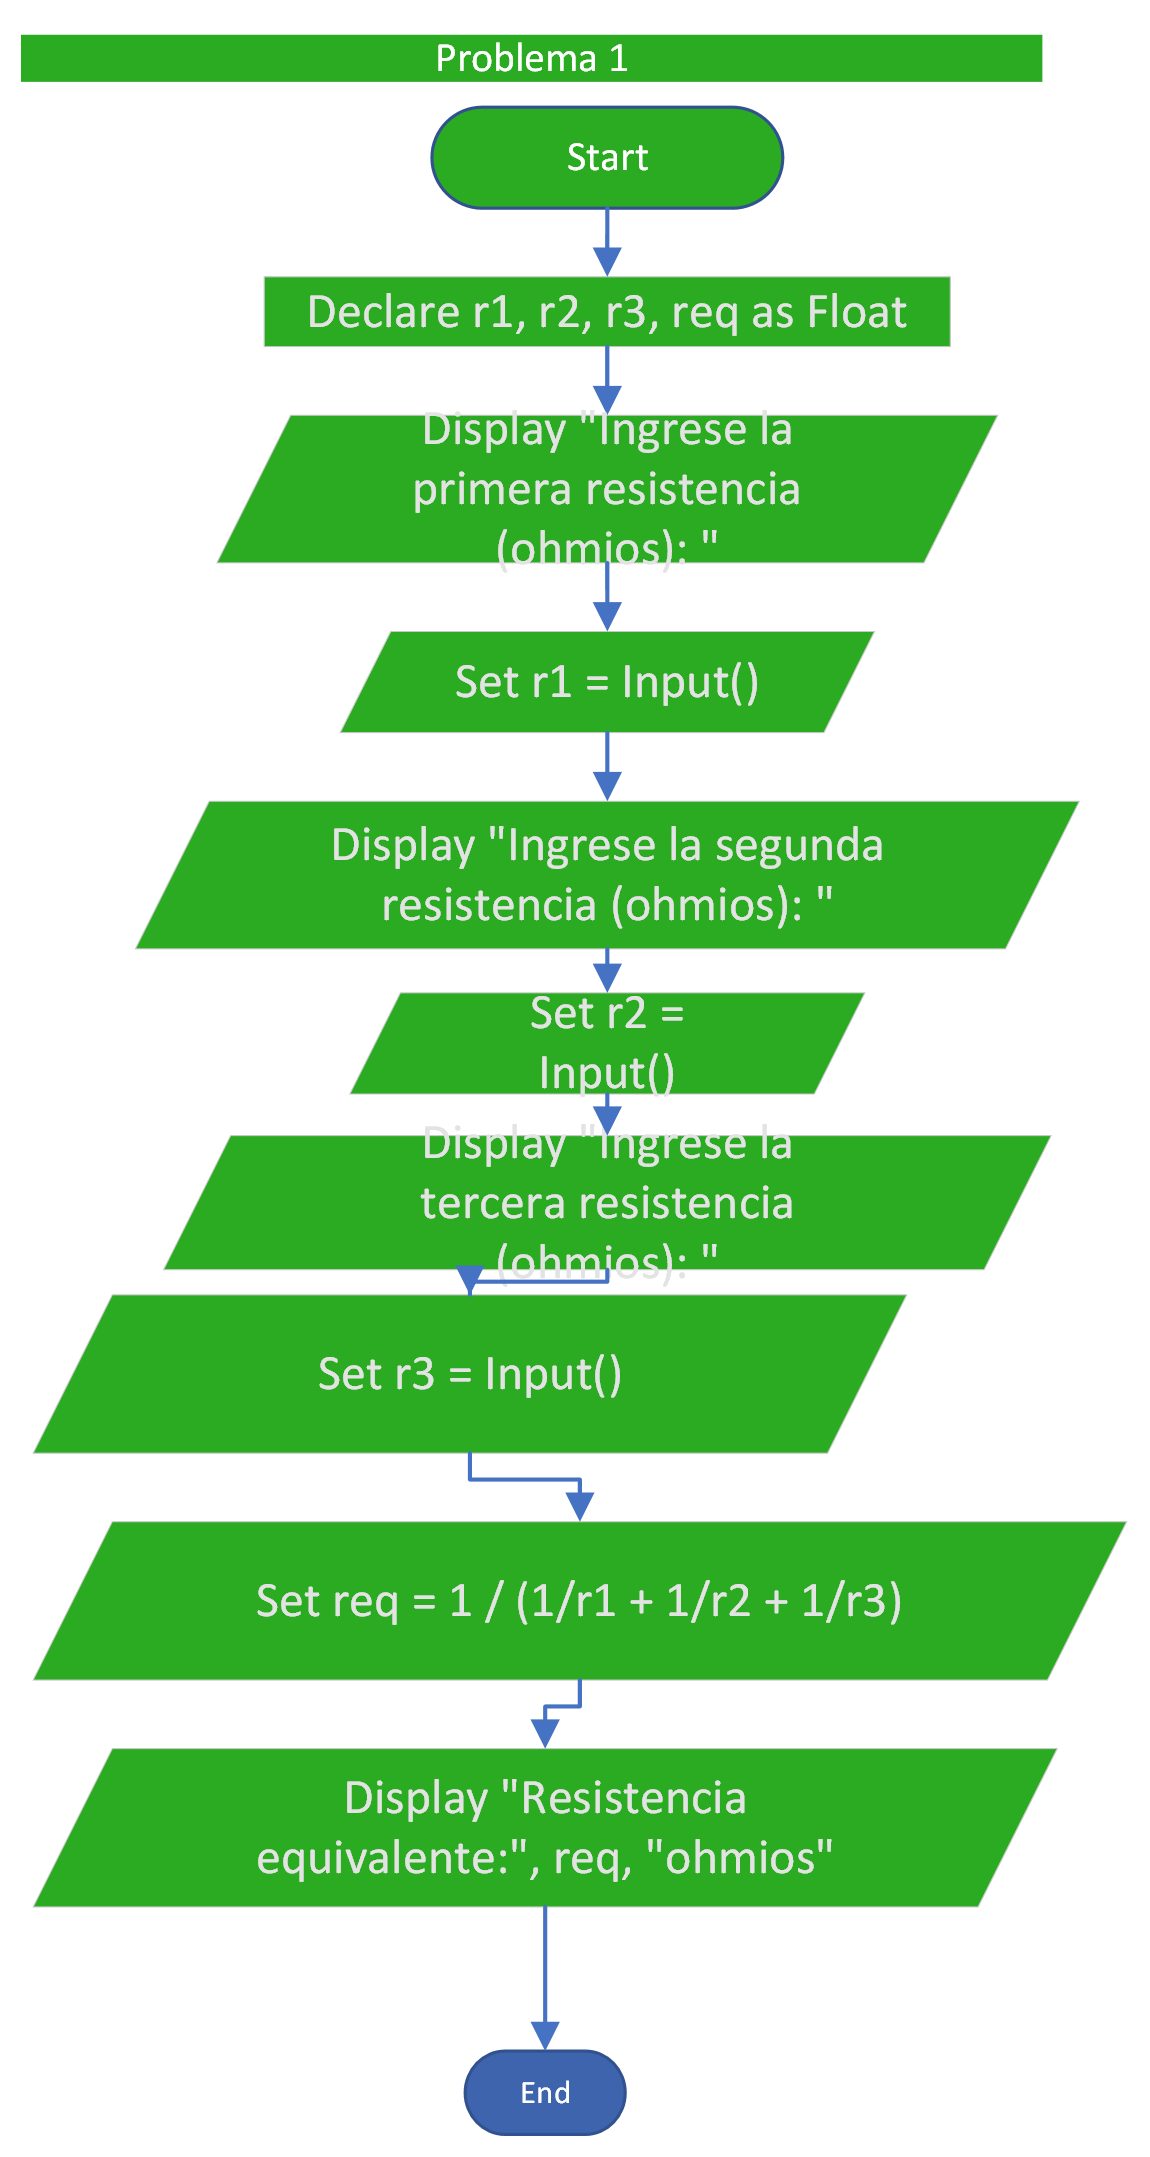 Problema 1
Start
Declare r1, r2, r3, req as Float
Display "Ingrese la
primera resistencia
(ohmios): "
Set r1 = Input()
Display "Ingrese la segunda
resistencia (ohmios): "
Set r2 =
Input()
Display "Ingrese la
tercera resistencia
(ohmios): "
Set r3 = Input()
Set req = 1 / (1/r1 + 1/r2 + 1/r3)
Display "Resistencia
equivalente:", req, "ohmios"
End